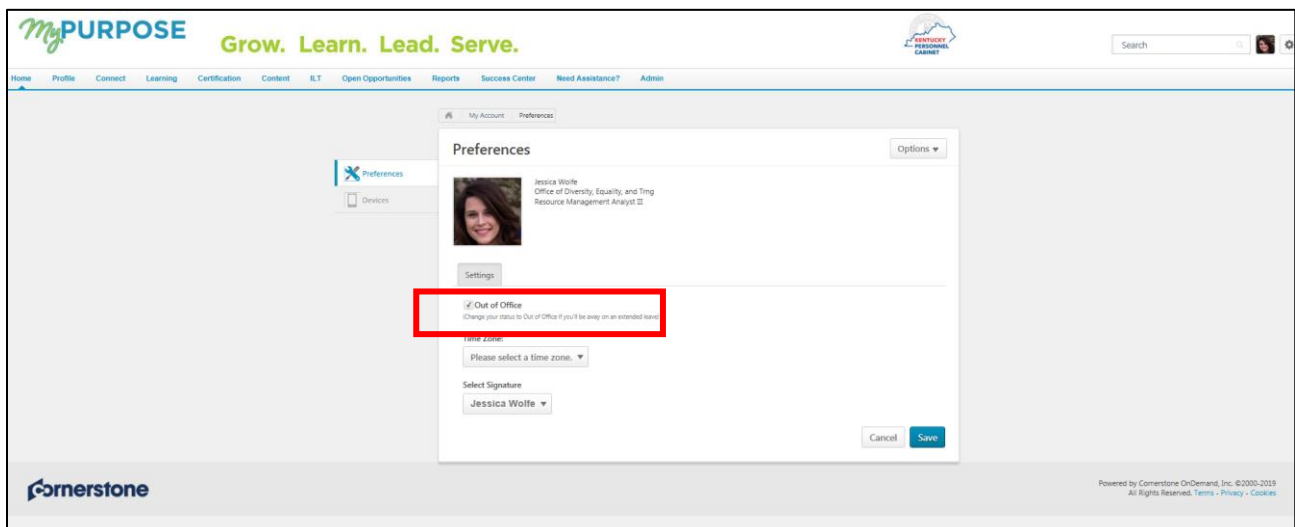 MyPURPOSE
Grow. Learn. Lead. Serve.
KENTUCKY
PERSONNEL
CABINET
Search
Home Profile Connect Learning Certification Content ILT Open Opportunities Reports Success Center Need Assistance? Admin
My Account Preferences
Preferences
Options
Preferences
Devices
Jessica Wolfe
Office of Diversity, Equality, and Trng
Resource Management Analyst III
Settings
Out of Office
(Change your status to Out of Office if you'll be away on an extended leave)
Time Zone:
Please select a time zone.
Select Signature
Jessica Wolfe
Cancel Save
Cornerstone
Powered by Cornerstone OnDemand, Inc. ©2000-2019
All Rights Reserved. Terms - Privacy - Cookies